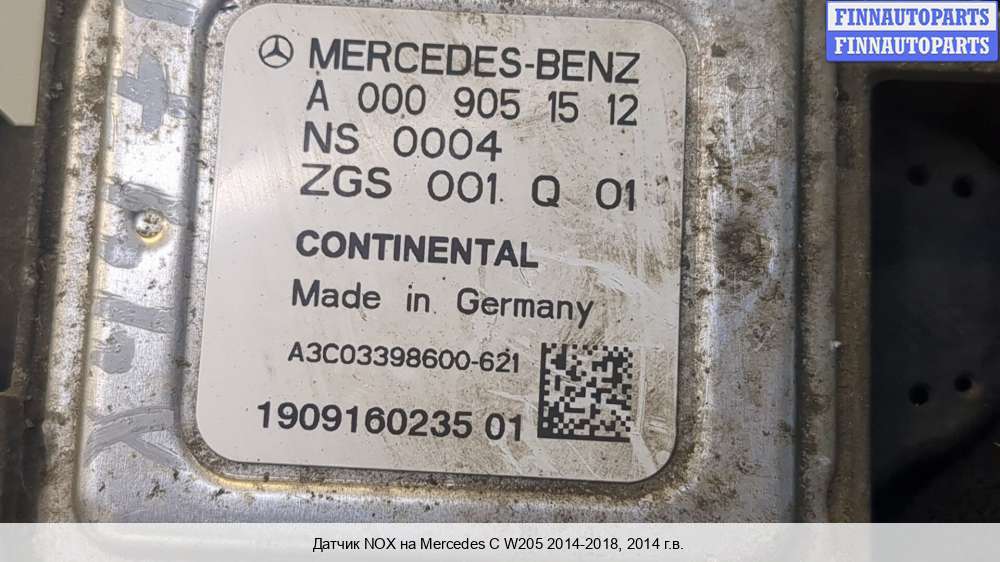 FINNAUTOPARTS
FINNAUTOPARTS
MERCEDES-BENZ
A 000 905 15 12
NS 0004
ZGS 001 Q 01
CONTINENTAL
Made in Germany
A3C03398600-621
1909160235 01
Датчик NOX на Mercedes C W205 2014-2018, 2014 г.в.